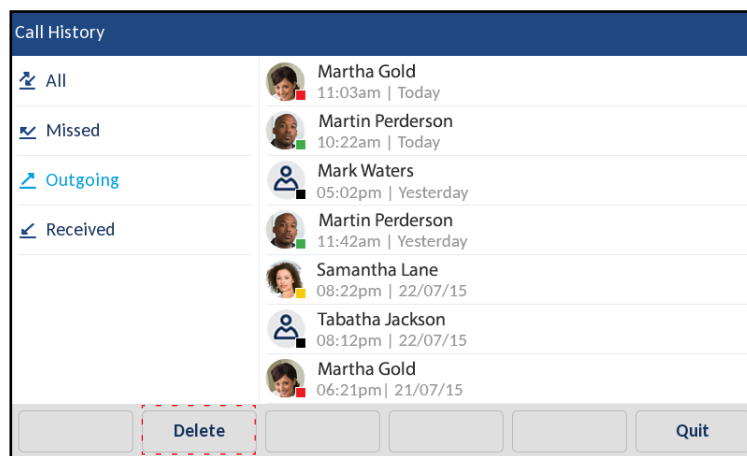 Call History
All
Missed
Outgoing
Received
Martha Gold
11:03am | Today
Martin Perderson
10:22am | Today
Mark Waters
05:02pm | Yesterday
Martin Perderson
11:42am | Yesterday
Samantha Lane
08:22pm | 22/07/15
Tabatha Jackson
08:12pm | 22/07/15
Martha Gold
06:21pm| 21/07/15
Delete
Quit